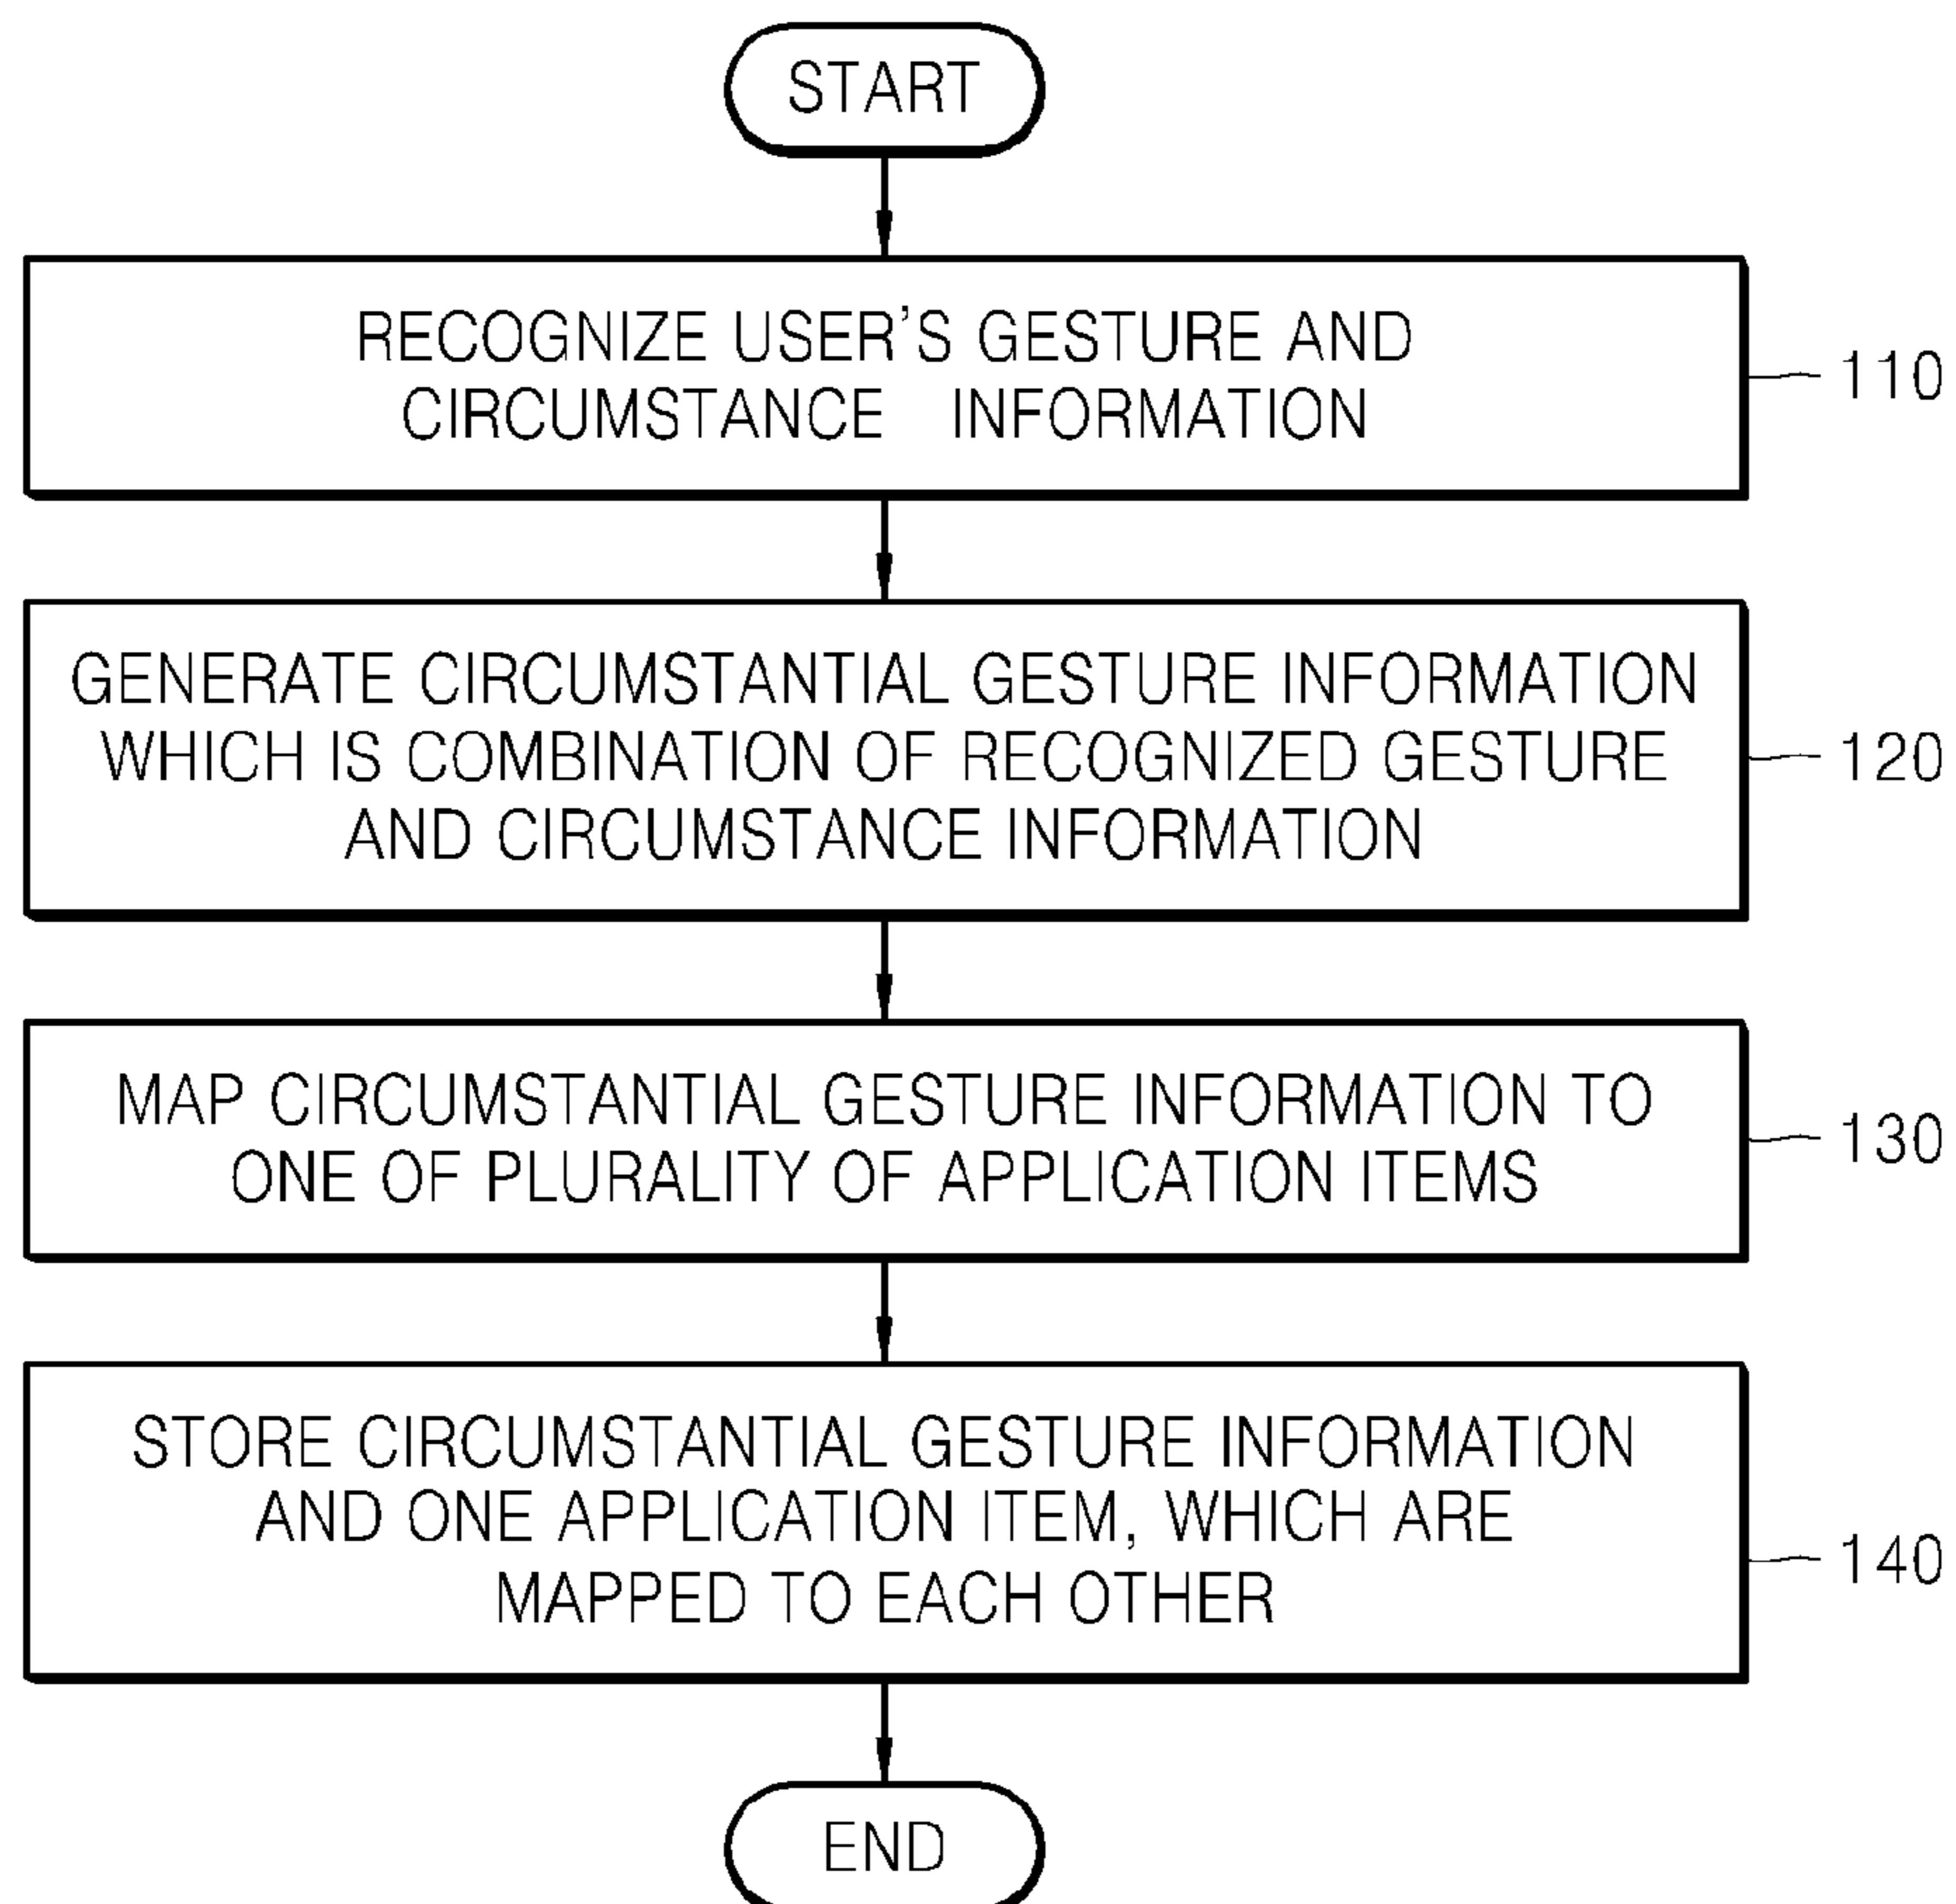 START
RECOGNIZE USER'S GESTURE AND
CIRCUMSTANCE INFORMATION
110
GENERATE CIRCUMSTANTIAL GESTURE INFORMATION
WHICH IS COMBINATION OF RECOGNIZED GESTURE
AND CIRCUMSTANCE INFORMATION
120
MAP CIRCUMSTANTIAL GESTURE INFORMATION TO
ONE OF PLURALITY OF APPLICATION ITEMS
130
STORE CIRCUMSTANTIAL GESTURE INFORMATION
AND ONE APPLICATION ITEM, WHICH ARE
MAPPED TO EACH OTHER
140
END